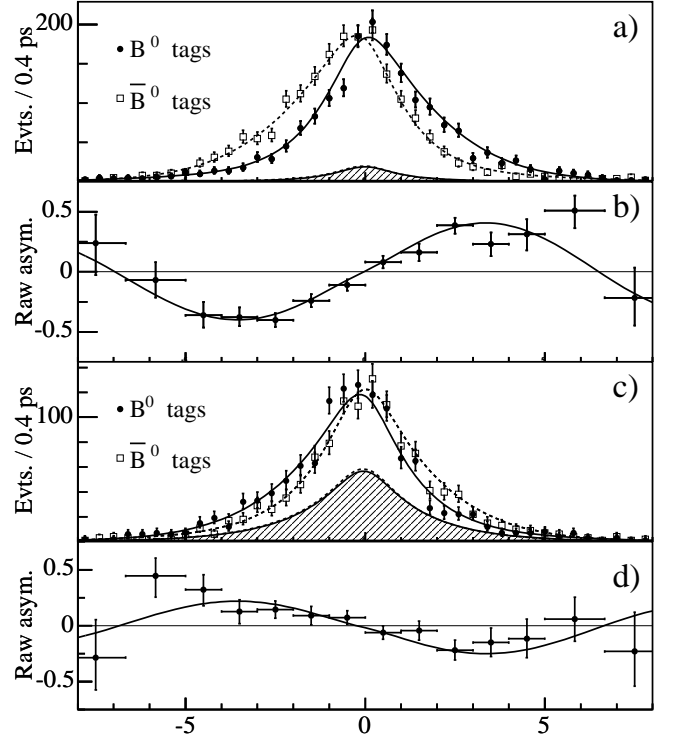 a)
200
B⁰ tags
B̅⁰ tags
Evts. / 0.4 ps
b)
0.5
0
-0.5
Raw asym.
c)
100
B⁰ tags
B̅⁰ tags
Evts. / 0.4 ps
d)
0.5
0
-0.5
Raw asym.
-5 0 5